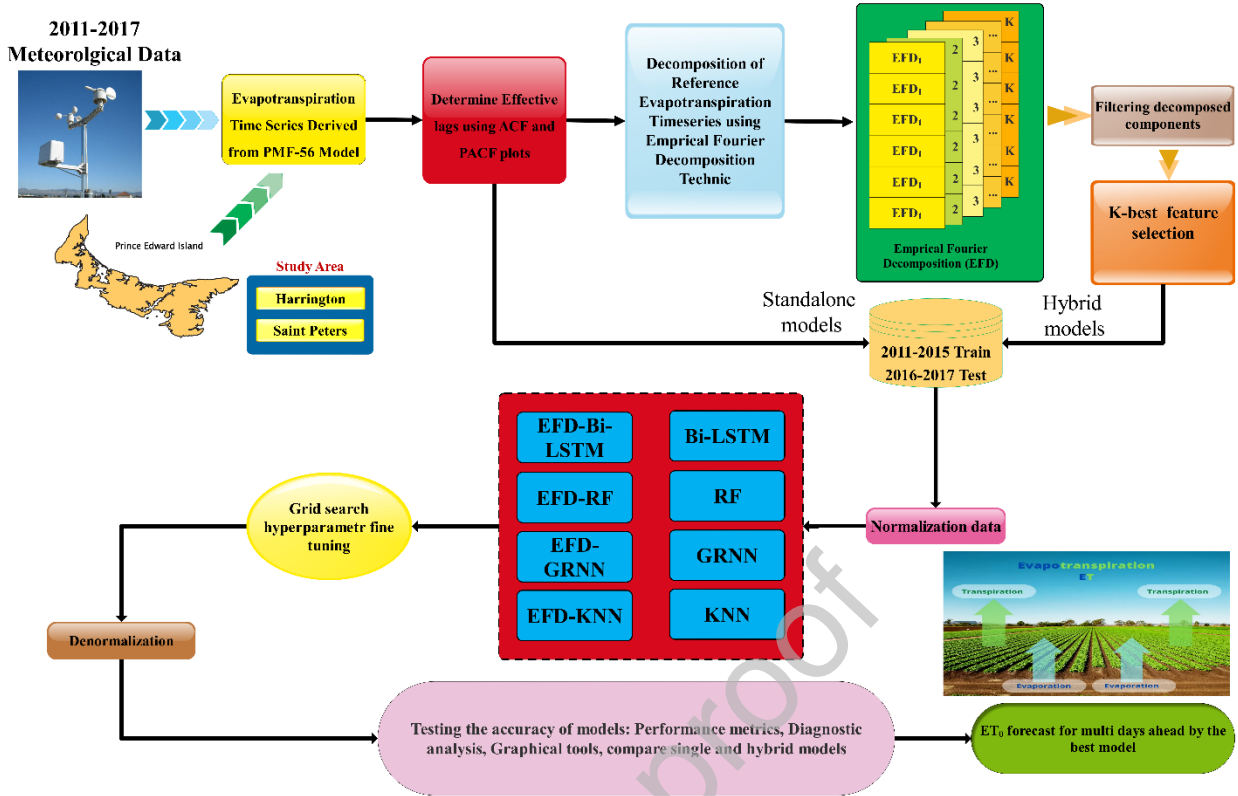 2011-2017
Meteorolgical Data
Evapotranspiration
Time Series Derived
from PMF-56 Model
Prince Edward Island
Study Area
Harrington
Saint Peters
Determine Effective
lags using ACF and
PACF plots
Decomposition of
Reference
Evapotranspiration
Timeseries using
Emprical Fourier
Decomposition
Technic
EFD1 2 3 ... K
EFD1 2 3 ... K
EFD1 2 3 ... K
EFD1 2 3 ... K
EFD1 2 3 ... K
EFD1 2 3 ... K
Emprical Fourier
Decomposition (EFD)
Filtering decomposed
components
K-best feature
selection
Standalone
models
Hybrid
models
2011-2015 Train
2016-2017 Test
Normalization data
EFD-Bi-
LSTM
Bi-LSTM
EFD-RF
RF
EFD-
GRNN
GRNN
EFD-KNN
KNN
Grid search
hyperparametr fine
tuning
Denormalization
Testing the accuracy of models: Performance metrics, Diagnostic
analysis, Graphical tools, compare single and hybrid models
Evapotranspiration
ET
Transpiration
Transpiration
Evaporation
Evaporation
ET0 forecast for multi days ahead by the
best model
proof